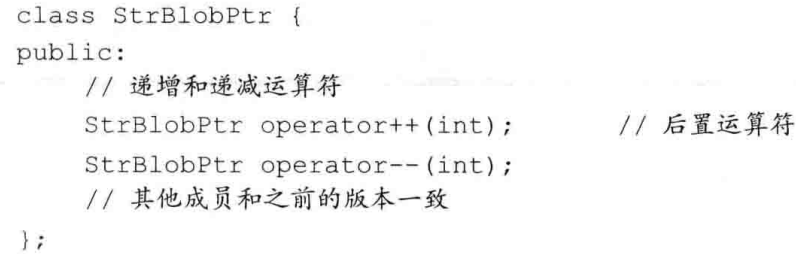 class StrBlobPtr {
public:
    // 递增和递减运算符
    StrBlobPtr operator++(int);        // 后置运算符
    StrBlobPtr operator--(int);
    // 其他成员和之前的版本一致
};